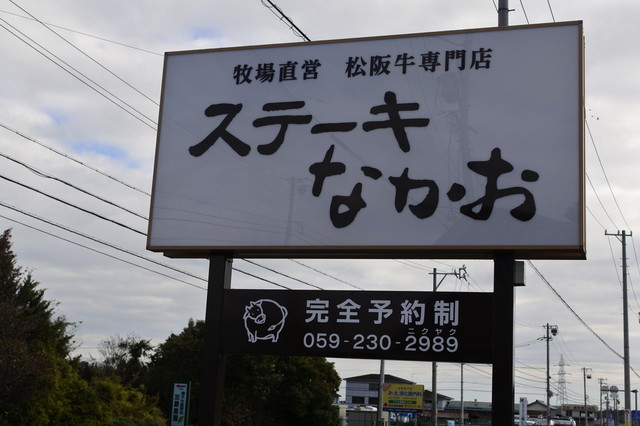 牧場直営 松阪牛専門店
ステーキ
なかお
完全予約制
ニクヤク
059-230-2989